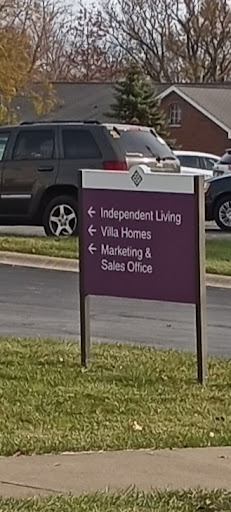 ← Independent Living
← Villa Homes
← Marketing &
Sales Office